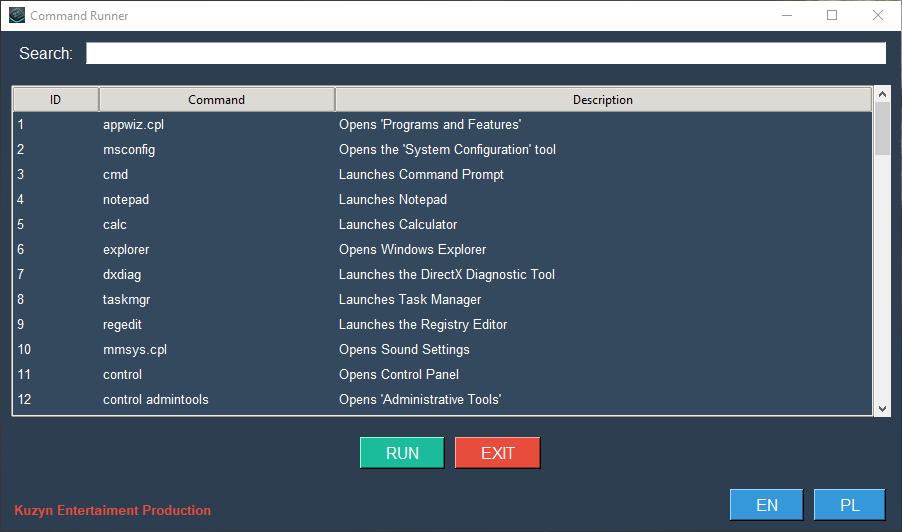 Command Runner
Search:
ID Command Description
1 appwiz.cpl Opens 'Programs and Features'
2 msconfig Opens the 'System Configuration' tool
3 cmd Launches Command Prompt
4 notepad Launches Notepad
5 calc Launches Calculator
6 explorer Opens Windows Explorer
7 dxdiag Launches the DirectX Diagnostic Tool
8 taskmgr Launches Task Manager
9 regedit Launches the Registry Editor
10 mmsys.cpl Opens Sound Settings
11 control Opens Control Panel
12 control admintools Opens 'Administrative Tools'
RUN EXIT
Kuzyn Entertaiment Production
EN PL